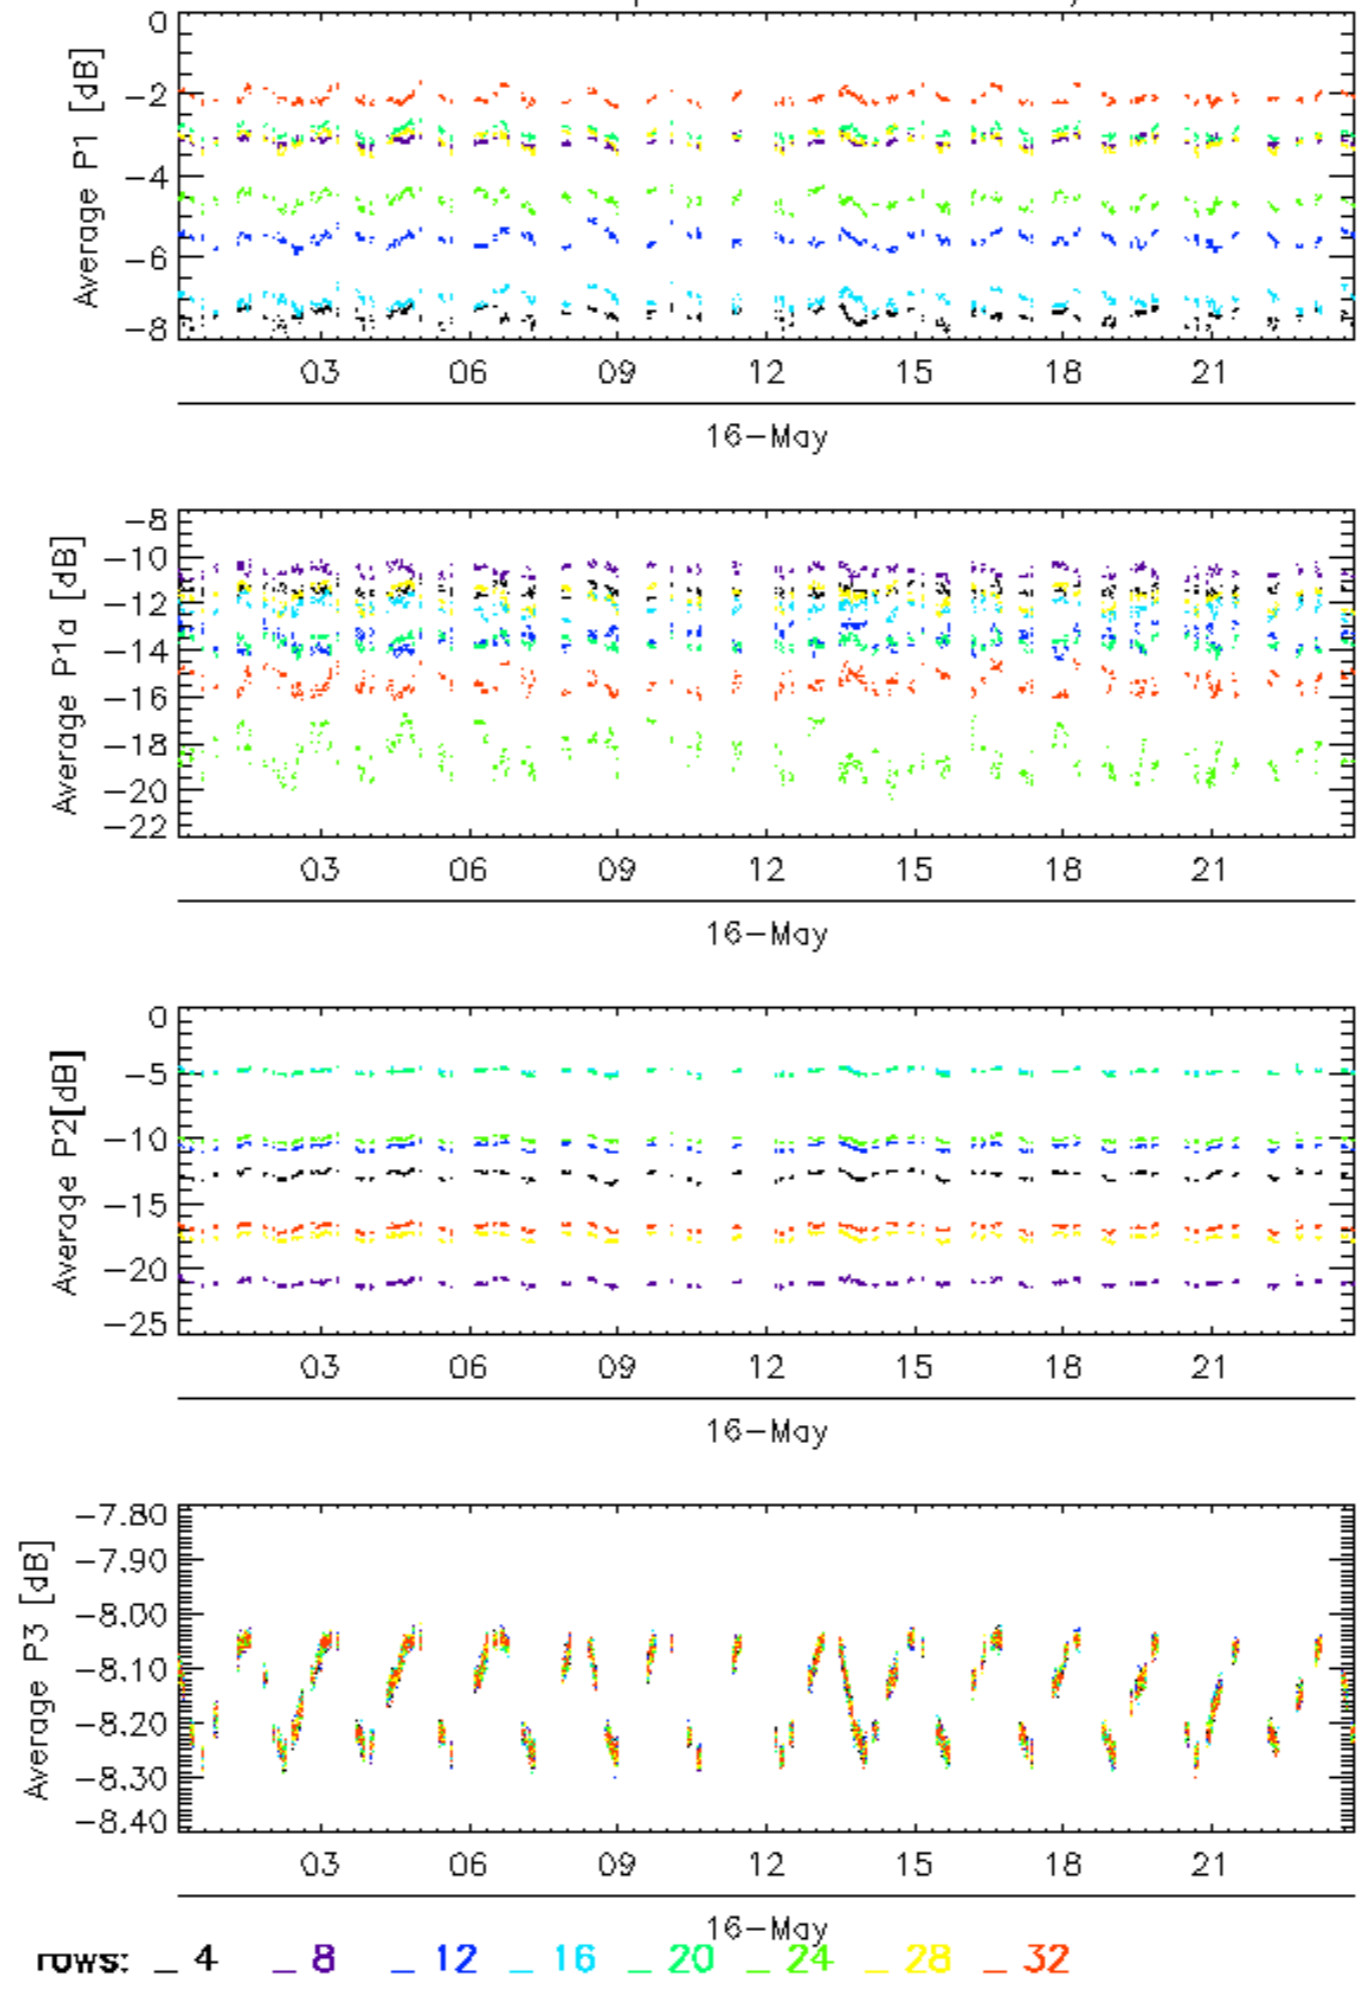 Average P1 [dB]
0
−2
−4
−6
−8
03 06 09 12 15 18 21
16−May
Average P1a [dB]
−8
−10
−12
−14
−16
−18
−20
−22
03 06 09 12 15 18 21
16−May
Average P2[dB]
0
−5
−10
−15
−20
−25
03 06 09 12 15 18 21
16−May
Average P3 [dB]
−7.80
−7.90
−8.00
−8.10
−8.20
−8.30
−8.40
03 06 09 12 15 18 21
16−May
rows: _ 4 _ 8 _ 12 _ 16 _ 20 _ 24 _ 28 _ 32